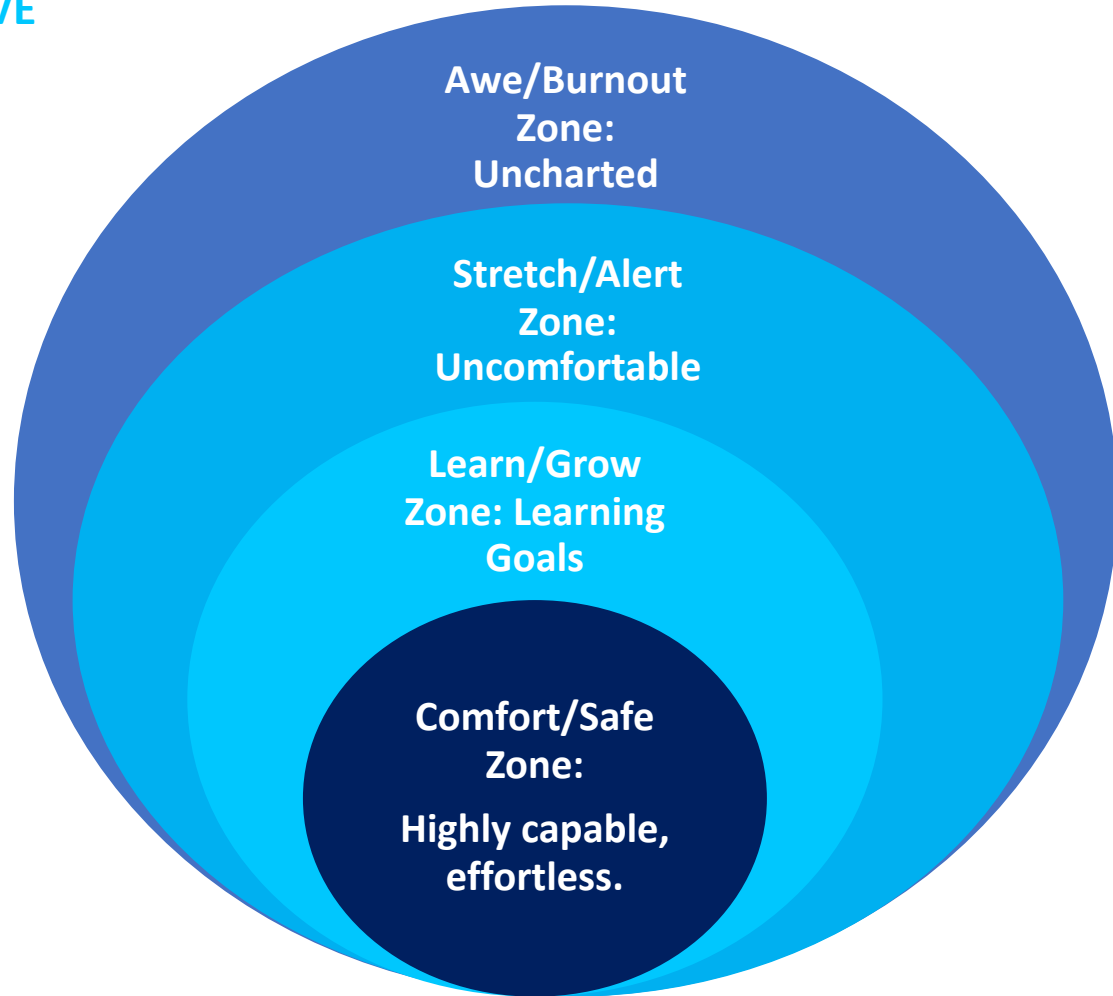 VE
Awe/Burnout
Zone:
Uncharted
Stretch/Alert
Zone:
Uncomfortable
Learn/Grow
Zone: Learning
Goals
Comfort/Safe
Zone:
Highly capable,
effortless.